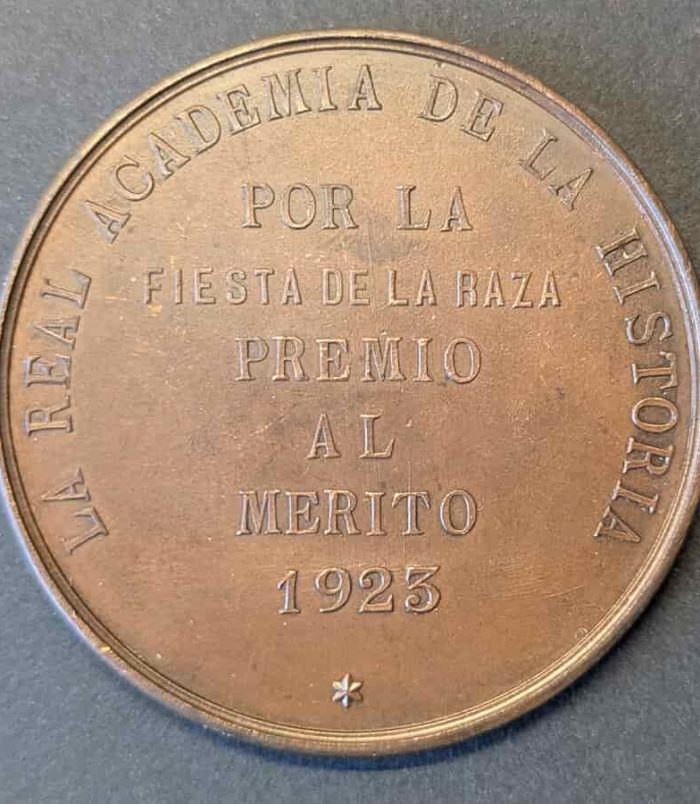 LA REAL ACADEMIA DE LA HISTORIA
POR LA
FIESTA DE LA RAZA
PREMIO
AL
MERITO
1923